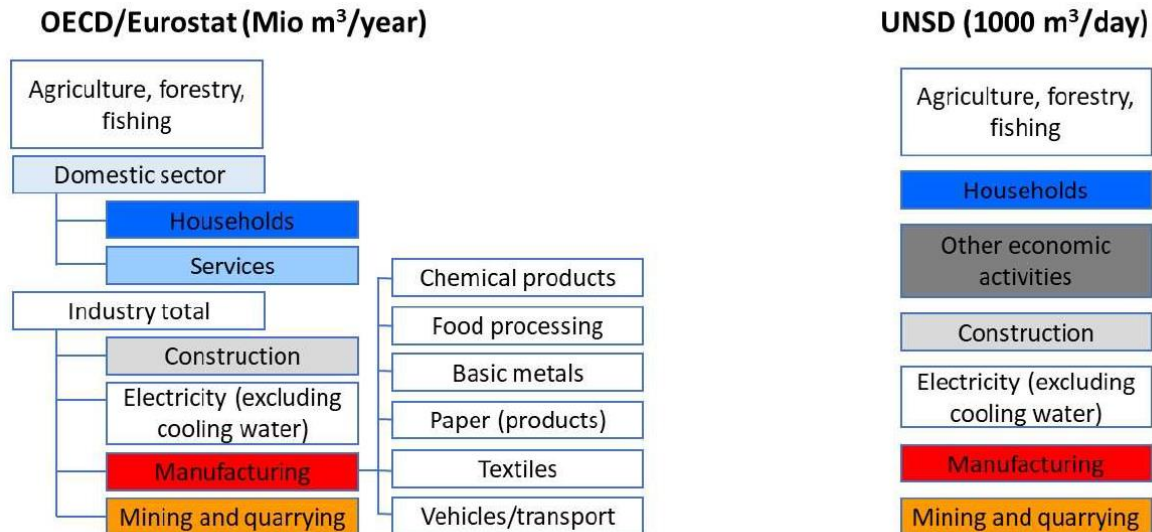 OECD/Eurostat (Mio m³/year)
Agriculture, forestry,
fishing
Domestic sector
Households
Services
Industry total
Construction
Electricity (excluding
cooling water)
Manufacturing
Mining and quarrying
Chemical products
Food processing
Basic metals
Paper (products)
Textiles
Vehicles/transport
UNSD (1000 m³/day)
Agriculture, forestry,
fishing
Households
Other economic
activities
Construction
Electricity (excluding
cooling water)
Manufacturing
Mining and quarrying